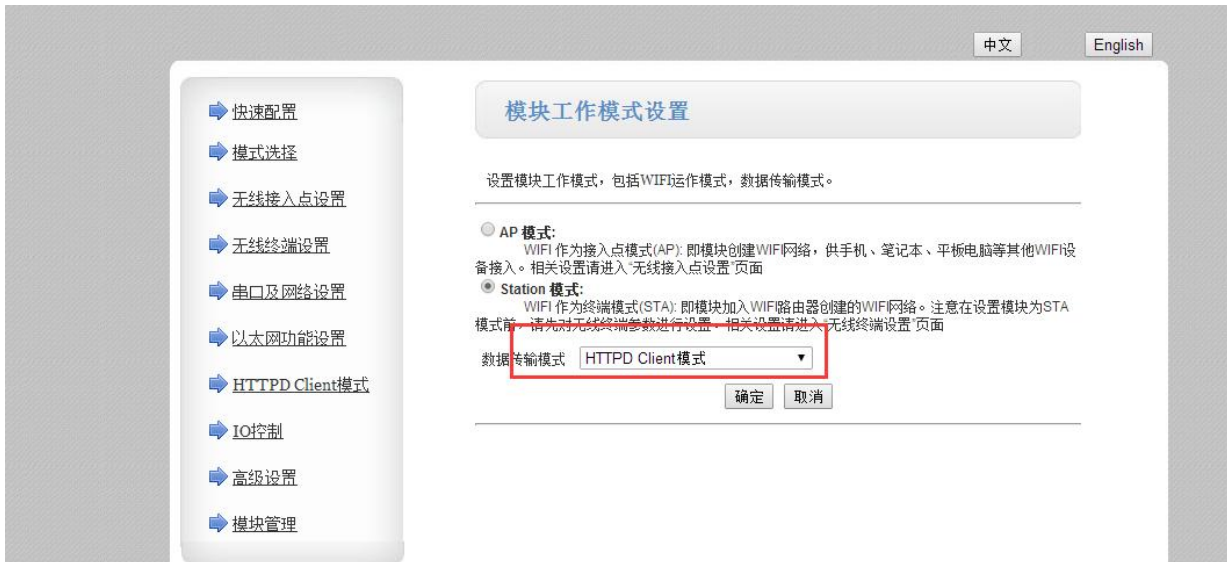 中文
English
快速配置
模式选择
无线接入点设置
无线终端设置
串口及网络设置
以太网功能设置
HTTPD Client模式
IO控制
高级设置
模块管理
模块工作模式设置
设置模块工作模式，包括WIFI运作模式，数据传输模式。
AP 模式:
WIFI 作为接入点模式(AP): 即模块创建WIFI网络，供手机、笔记本、平板电脑等其他WIFI设
备接入。相关设置请进入“无线接入点设置”页面
Station 模式:
WIFI 作为终端模式(STA): 即模块加入WIFI路由器创建的WIFI网络。注意在设置模块为STA
模式前，请先对无线终端参数进行设置。相关设置请进入“无线终端设置”页面
数据传输模式 HTTPD Client模式
确定 取消